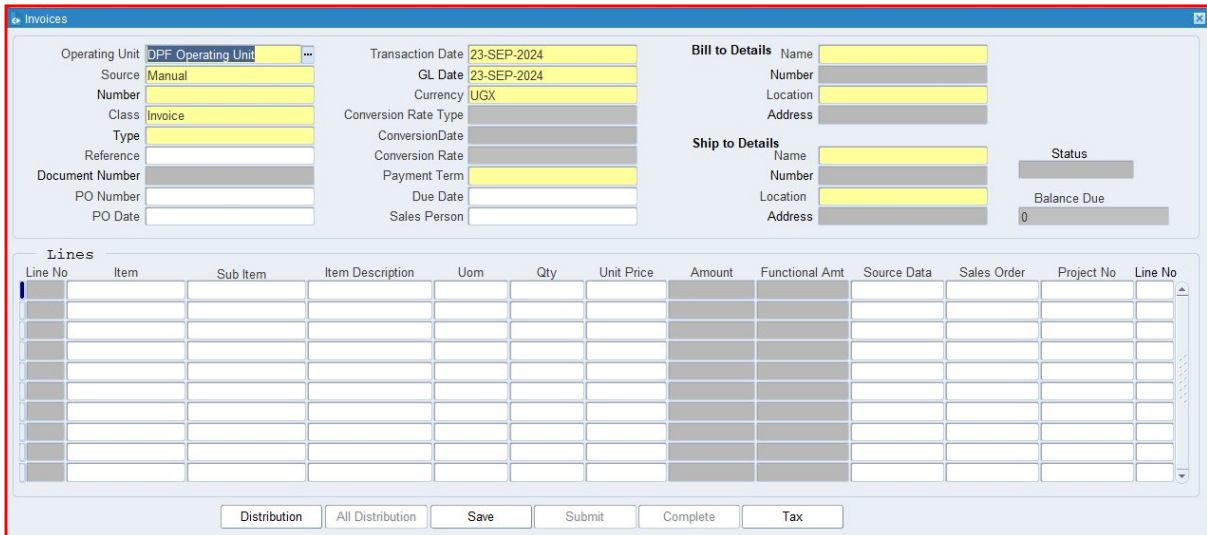 Invoices
Operating Unit DPF Operating Unit ... Transaction Date 23-SEP-2024 Bill to Details Name
Source Manual GL Date 23-SEP-2024 Number
Number Currency UGX Location
Class Invoice Conversion Rate Type Address
Type ConversionDate Ship to Details
Reference Conversion Rate Name Status
Document Number Payment Term Number
PO Number Due Date Location Balance Due
PO Date Sales Person Address 0
Lines
Line No Item Sub Item Item Description Uom Qty Unit Price Amount Functional Amt Source Data Sales Order Project No Line No
Distribution All Distribution Save Submit Complete Tax